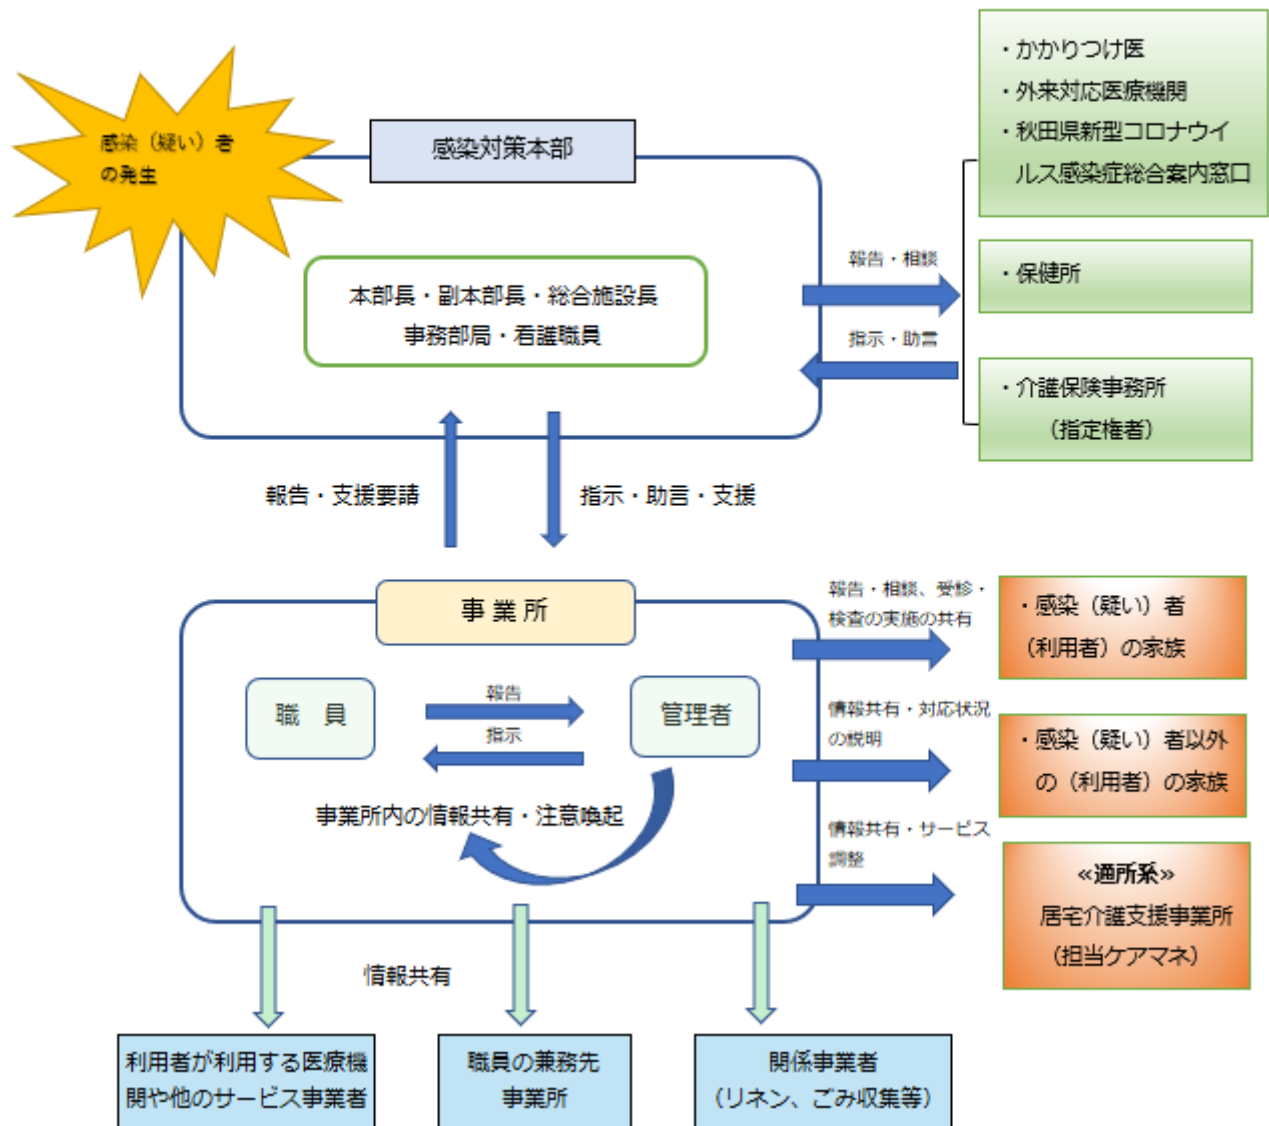 感染（疑い）者
の発生
感染対策本部
本部長・副本部長・総合施設長
事務部局・看護職員
報告・相談
指示・助言
・かかりつけ医
・外来対応医療機関
・秋田県新型コロナウイ
ルス感染症総合案内窓口
・保健所
・介護保険事務所
（指定権者）
報告・支援要請
指示・助言・支援
事業所
職　員
報告
指示
管理者
事業所内の情報共有・注意喚起
報告・相談、受診・
検査の実施の共有
・感染（疑い）者
（利用者）の家族
情報共有・対応状況
の説明
・感染（疑い）者以外
の（利用者）の家族
情報共有・サービス
調整
≪通所系≫
居宅介護支援事業所
（担当ケアマネ）
情報共有
利用者が利用する医療機
関や他のサービス事業者
職員の兼務先
事業所
関係事業者
（リネン、ごみ収集等）